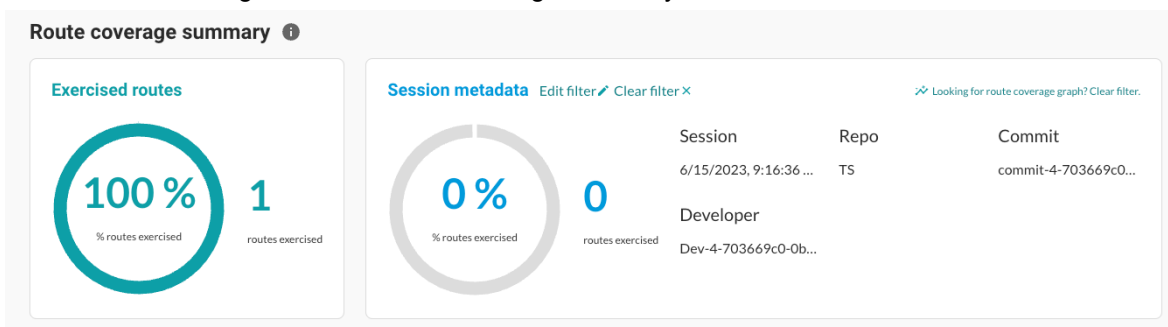 Route coverage summary
Exercised routes
100 %
% routes exercised
1
routes exercised
Session metadata Edit filter Clear filter ×
Looking for route coverage graph? Clear filter.
0 %
% routes exercised
0
routes exercised
Session
6/15/2023, 9:16:36 ...
Repo
TS
Commit
commit-4-703669c0...
Developer
Dev-4-703669c0-0b...